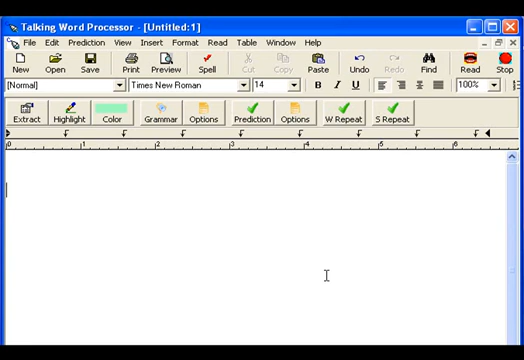 Talking Word Processor - [Untitled:1]
File Edit Prediction View Insert Format Read Table Window Help
New Open Save Print Preview Spell Cut Copy Paste Undo Redo Find Read Stop
[Normal] Times New Roman 14 B I U 100%
Extract Highlight Color Grammar Options Prediction Options W Repeat S Repeat
0 1 2 3 4 5 6